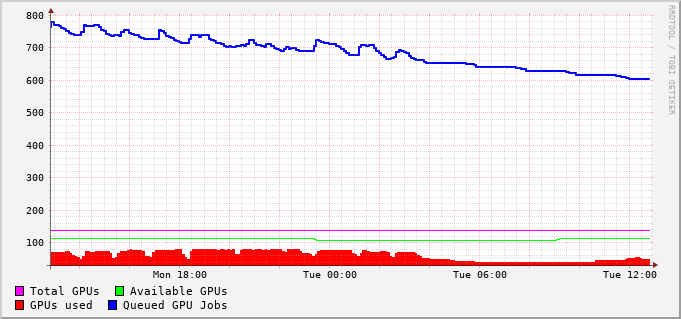 800
700
600
500
400
300
200
100
Mon 18:00 Tue 00:00 Tue 06:00 Tue 12:00
Total GPUs Available GPUs
GPUs used Queued GPU Jobs
RRDTOOL / TOBI OETIKER